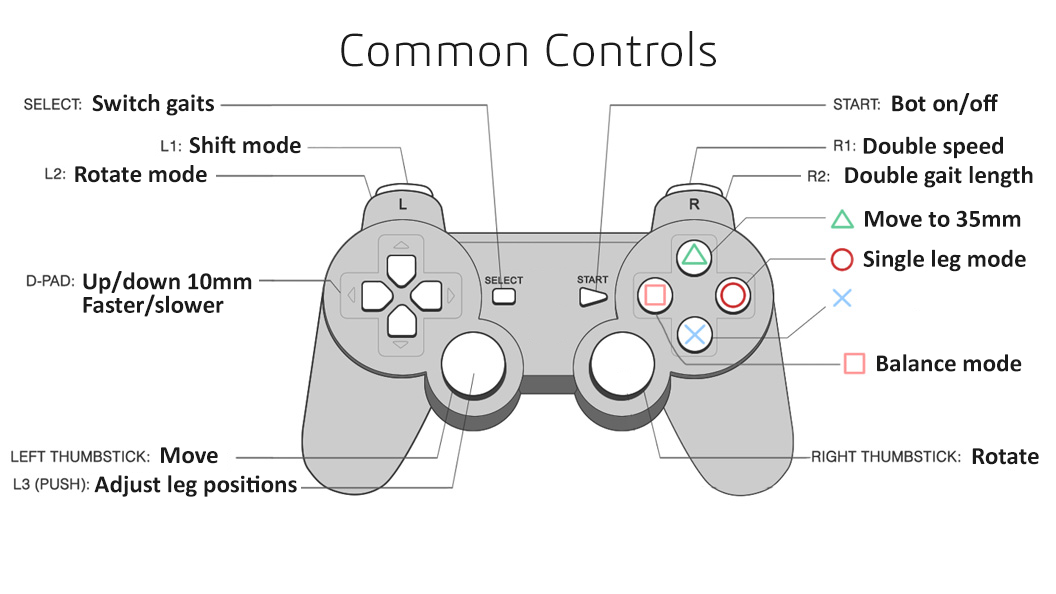 Common Controls
SELECT: Switch gaits
START: Bot on/off
L1: Shift mode
R1: Double speed
L2: Rotate mode
R2: Double gait length
L
R
Move to 35mm
Single leg mode
D-PAD: Up/down 10mm
Faster/slower
SELECT
START
Balance mode
LEFT THUMBSTICK: Move
RIGHT THUMBSTICK: Rotate
L3 (PUSH): Adjust leg positions